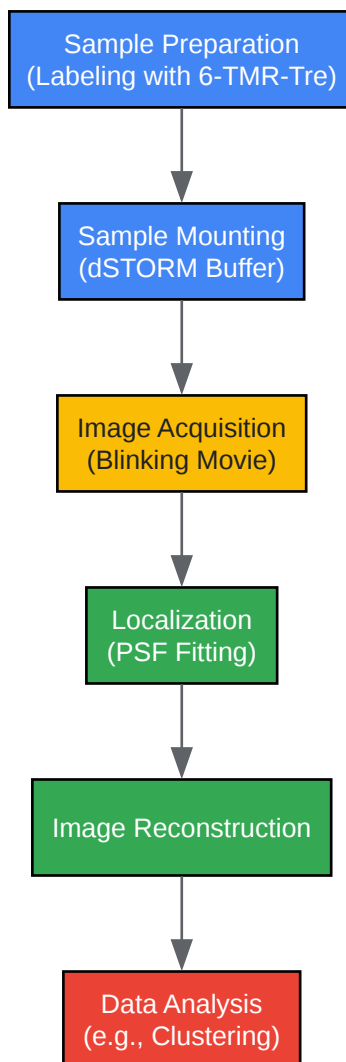 Sample Preparation
(Labeling with 6-TMR-Tre)
Sample Mounting
(dSTORM Buffer)
Image Acquisition
(Blinking Movie)
Localization
(PSF Fitting)
Image Reconstruction
Data Analysis
(e.g., Clustering)